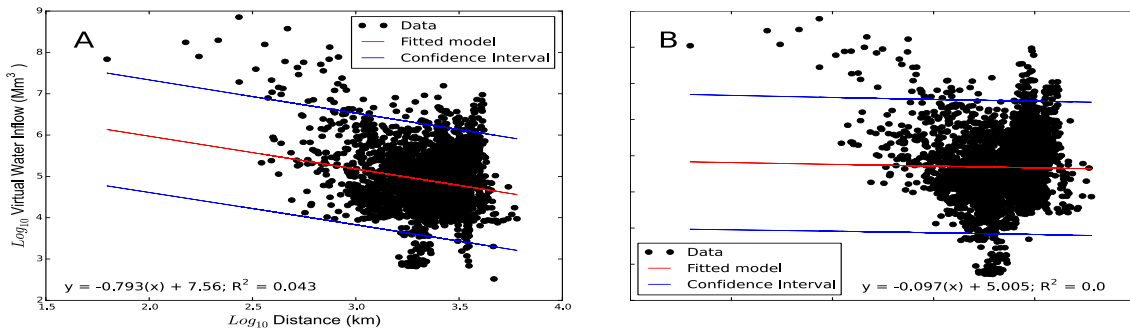 A
Data
Fitted model
Confidence Interval
9
8
7
6
5
4
3
2
Log10 Virtual Water Inflow (Mm³)
y = -0.793(x) + 7.56; R² = 0.043
1.5 2.0 2.5 3.0 3.5 4.0
Log10 Distance (km)
B
Data
Fitted model
Confidence Interval
y = -0.097(x) + 5.005; R² = 0.0